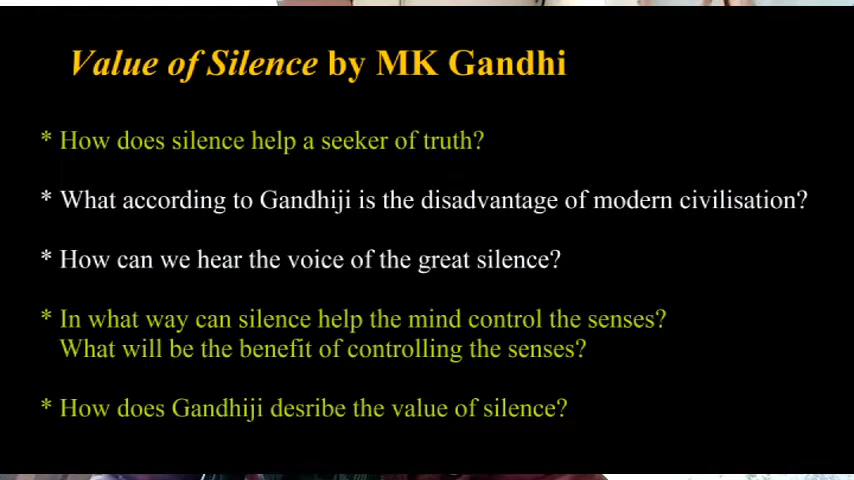 Value of Silence by MK Gandhi
* How does silence help a seeker of truth?
* What according to Gandhiji is the disadvantage of modern civilisation?
* How can we hear the voice of the great silence?
* In what way can silence help the mind control the senses?
What will be the benefit of controlling the senses?
* How does Gandhiji desribe the value of silence?